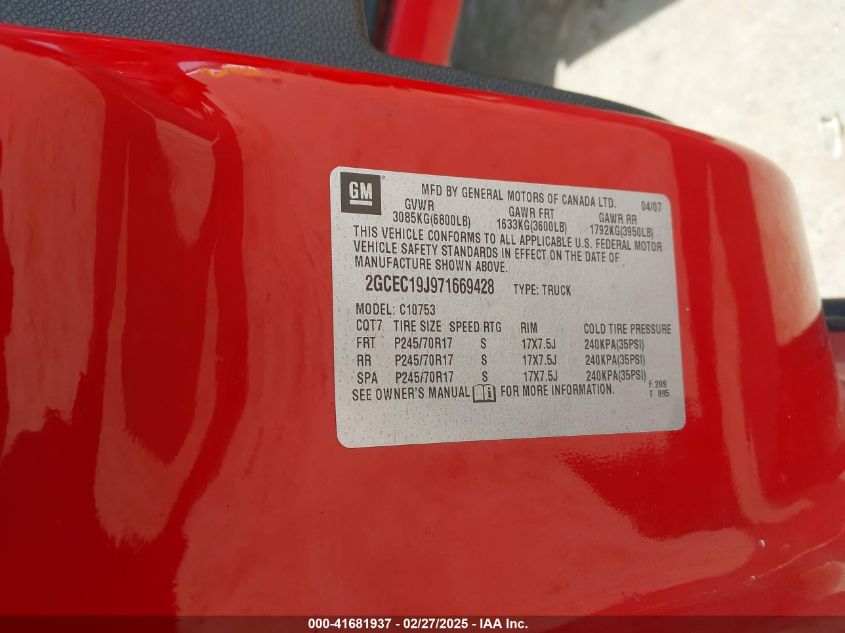 GM
MFD BY GENERAL MOTORS OF CANADA LTD. 04/07
GVWR GAWR FRT GAWR RR
3085KG(6800LB) 1633KG(3600LB) 1792KG(3950LB)
THIS VEHICLE CONFORMS TO ALL APPLICABLE U.S. FEDERAL MOTOR
VEHICLE SAFETY STANDARDS IN EFFECT ON THE DATE OF
MANUFACTURE SHOWN ABOVE.
2GCEC19J971669428 TYPE: TRUCK
MODEL: C10753
CQT7 TIRE SIZE SPEED RTG RIM COLD TIRE PRESSURE
FRT P245/70R17 S 17X7.5J 240KPA(35PSI)
RR P245/70R17 S 17X7.5J 240KPA(35PSI)
SPA P245/70R17 S 17X7.5J 240KPA(35PSI)
SEE OWNER'S MANUAL FOR MORE INFORMATION. F 209
T 895
000-41681937 / 02/27/2025 - IAA Inc.